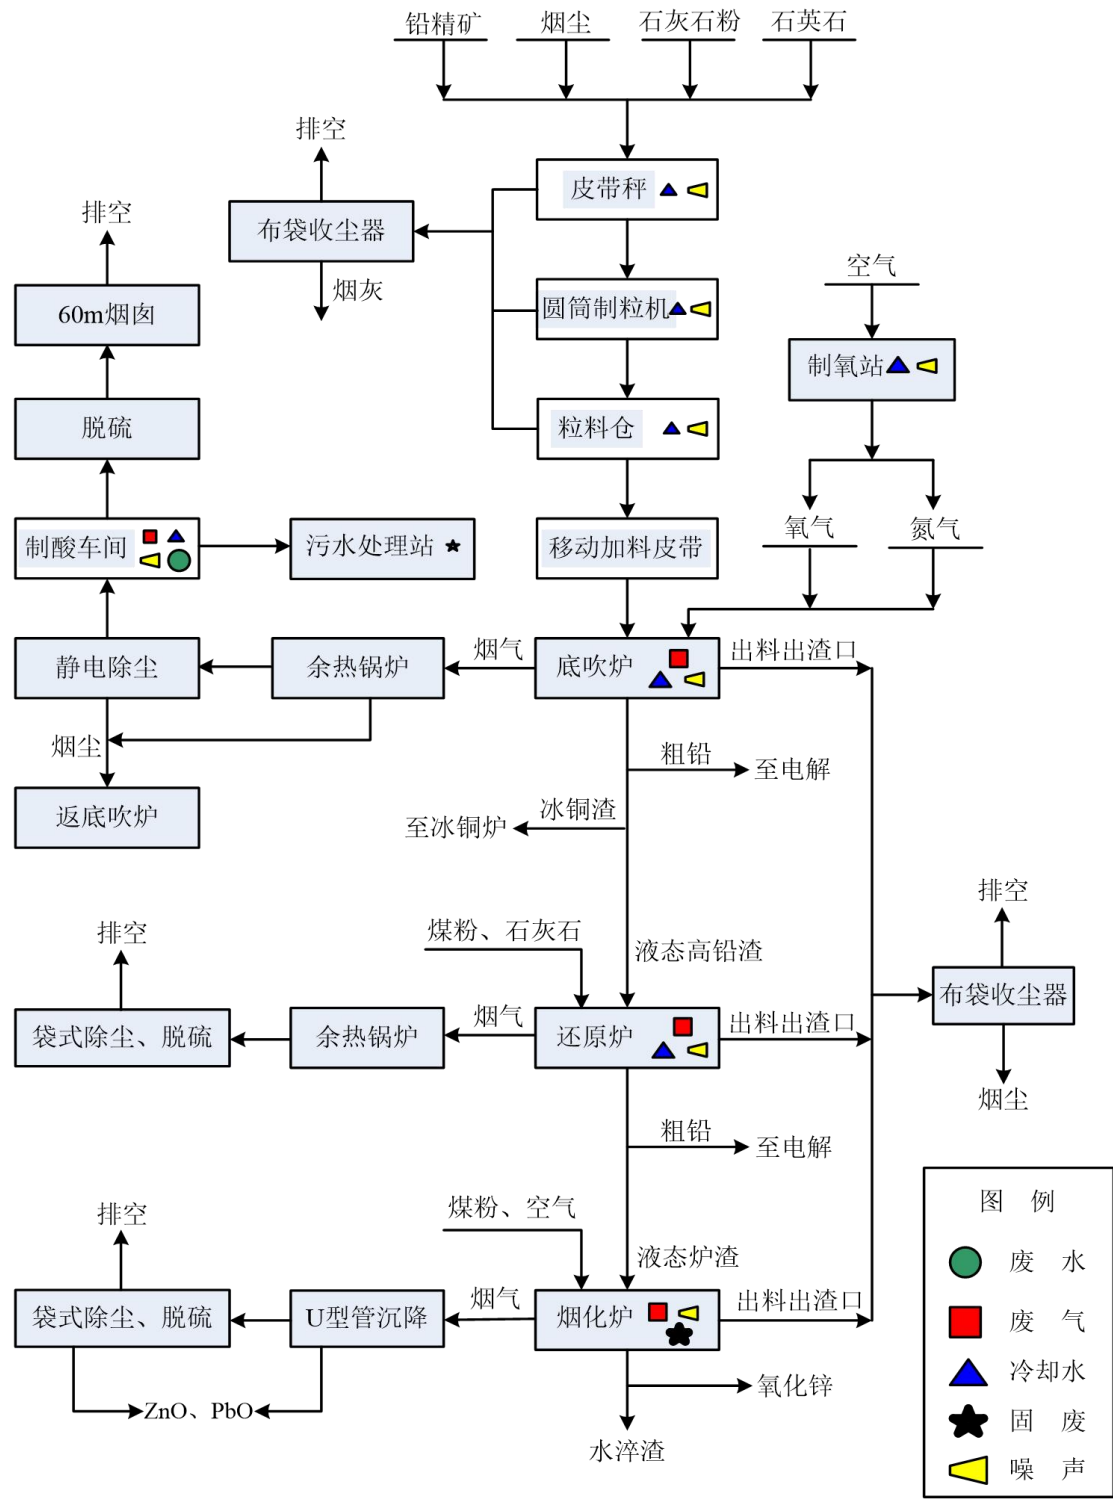 铅精矿
烟尘
石灰石粉
石英石
排空
皮带秤
布袋收尘器
排空
烟灰
空气
60m烟囱
圆筒制粒机
制氧站
脱硫
粒料仓
氧气
氮气
制酸车间
污水处理站
移动加料皮带
静电除尘
余热锅炉
烟气
底吹炉
出料出渣口
烟尘
粗铅
至电解
返底吹炉
冰铜渣
至冰铜炉
排空
煤粉、石灰石
液态高铅渣
排空
布袋收尘器
袋式除尘、脱硫
余热锅炉
烟气
还原炉
出料出渣口
烟尘
粗铅
至电解
排空
煤粉、空气
液态炉渣
袋式除尘、脱硫
U型管沉降
烟气
烟化炉
出料出渣口
氧化锌
ZnO、PbO
水淬渣
图 例
废 水
废 气
冷却水
固 废
噪 声